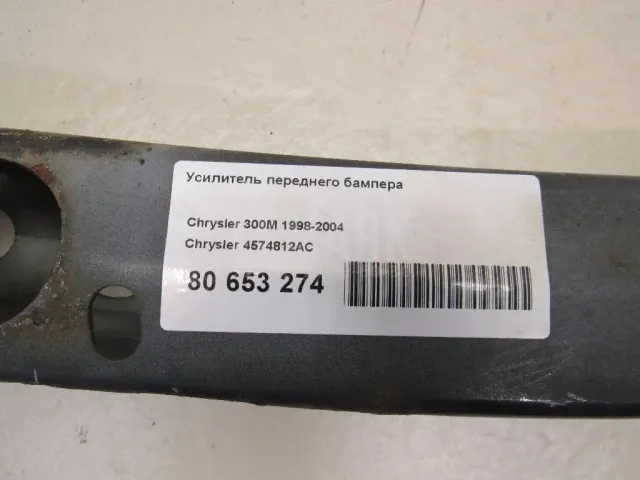 Усилитель переднего бампера
Chrysler 300M 1998-2004
Chrysler 4574812AC
80 653 274